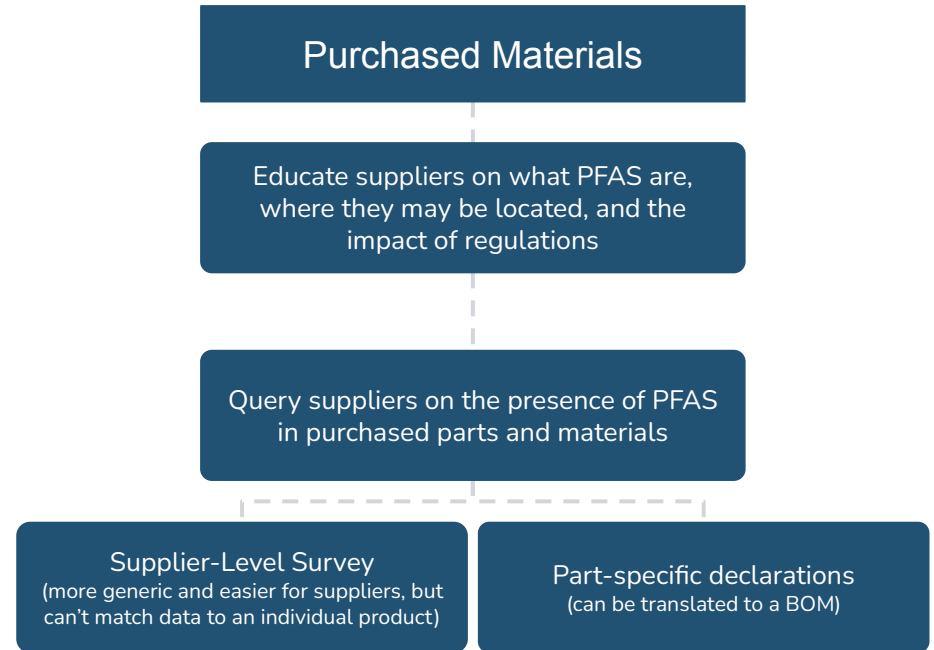 Purchased Materials
Educate suppliers on what PFAS are,
where they may be located, and the
impact of regulations
Query suppliers on the presence of PFAS
in purchased parts and materials
Supplier-Level Survey
(more generic and easier for suppliers, but
can’t match data to an individual product)
Part-specific declarations
(can be translated to a BOM)